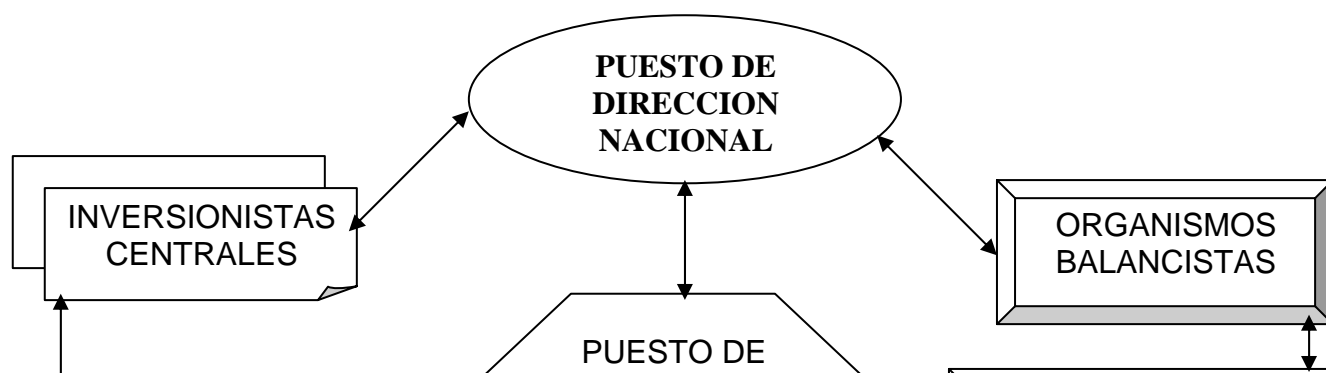 PUESTO DE
DIRECCION
NACIONAL
INVERSIONISTAS
CENTRALES
ORGANISMOS
BALANCISTAS
PUESTO DE